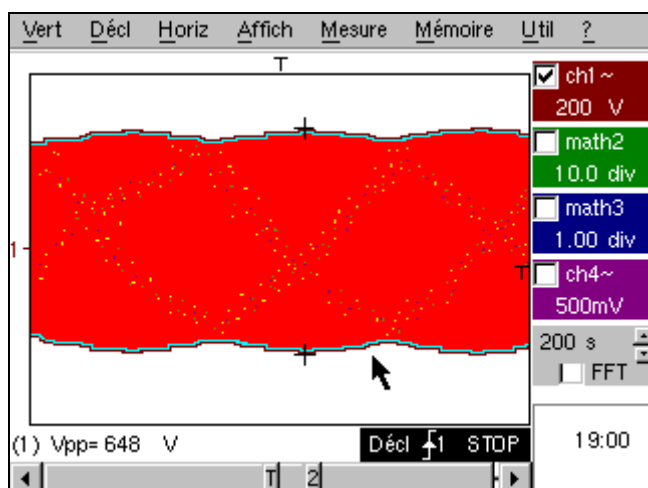 Vert Décl Horiz Affich Mesure Mémoire Util ?
T
ch1~
200 V
math2
10.0 div
math3
1.00 div
ch4~
500mV
200 s
FFT
1
T
(1) Vpp= 648 V
Décl 1 STOP
19:00
T 2